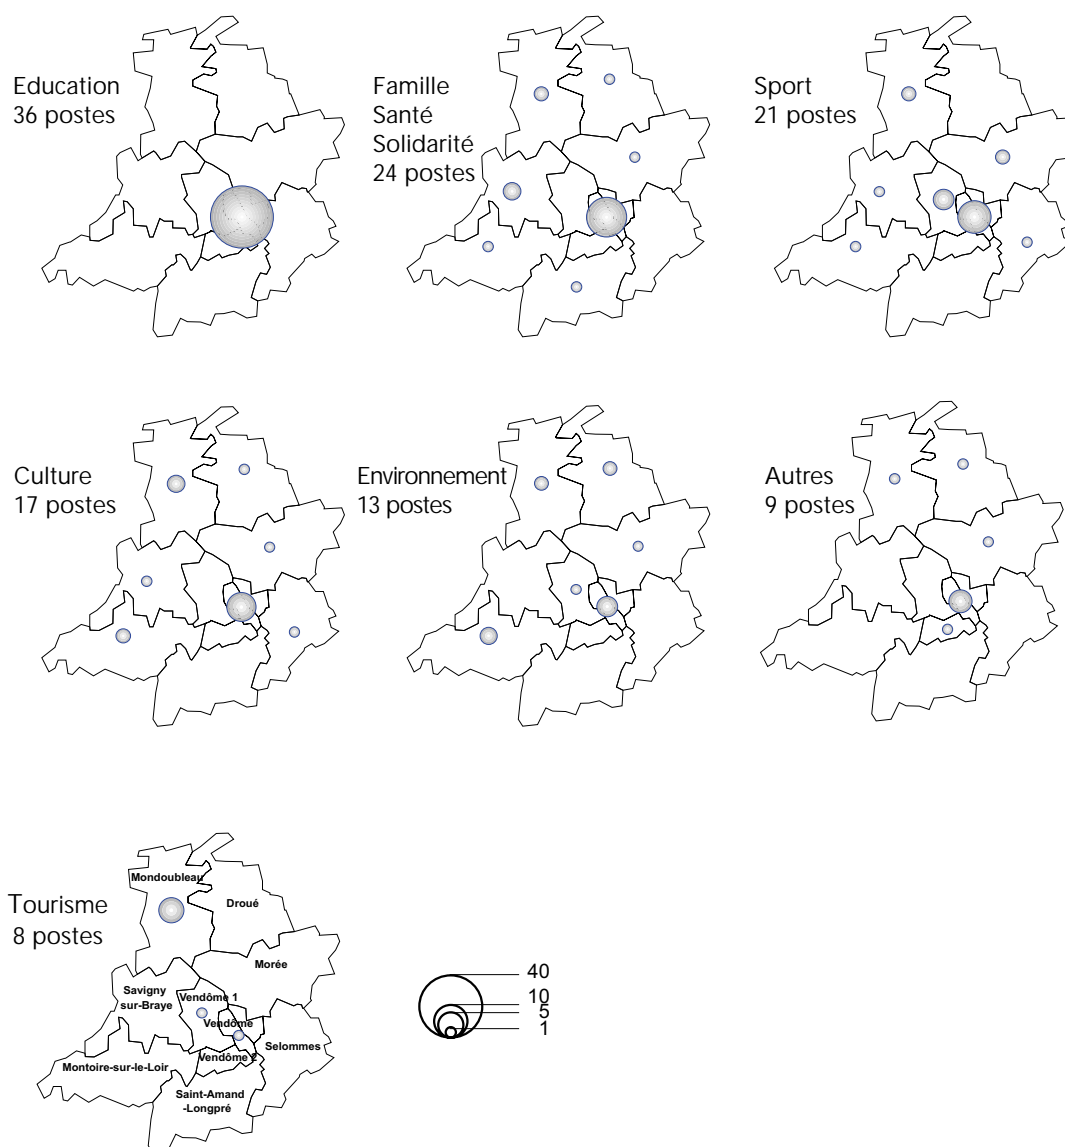 Education
36 postes
Famille
Santé
Solidarité
24 postes
Sport
21 postes
Culture
17 postes
Environnement
13 postes
Autres
9 postes
Tourisme
8 postes
Mondoubleau
Droué
Morée
Savigny
sur-Braye
Vendôme 1
Vendôme
Vendôme 2
Selommes
Montoire-sur-le-Loir
Saint-Amand
-Longpré
40
10
5
1